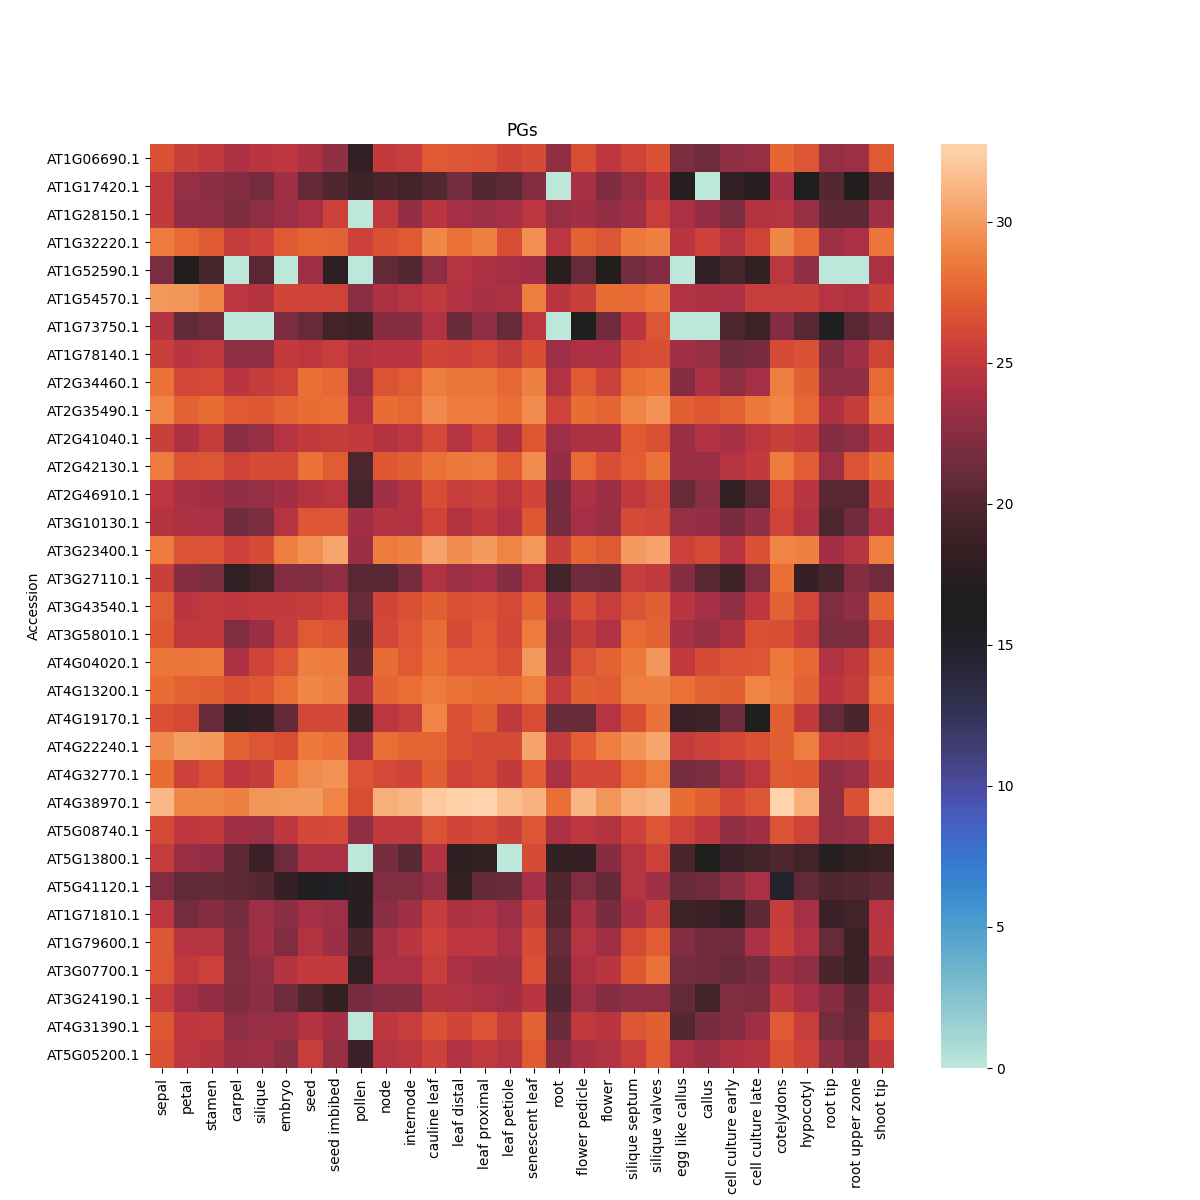 PGs
Accession
AT1G06690.1
AT1G17420.1
AT1G28150.1
AT1G32220.1
AT1G52590.1
AT1G54570.1
AT1G73750.1
AT1G78140.1
AT2G34460.1
AT2G35490.1
AT2G41040.1
AT2G42130.1
AT2G46910.1
AT3G10130.1
AT3G23400.1
AT3G27110.1
AT3G43540.1
AT3G58010.1
AT4G04020.1
AT4G13200.1
AT4G19170.1
AT4G22240.1
AT4G32770.1
AT4G38970.1
AT5G08740.1
AT5G13800.1
AT5G41120.1
AT1G71810.1
AT1G79600.1
AT3G07700.1
AT3G24190.1
AT4G31390.1
AT5G05200.1
sepal
petal
stamen
carpel
silique
embryo
seed
seed imbibed
pollen
node
internode
cauline leaf
leaf distal
leaf proximal
leaf petiole
senescent leaf
root
flower pedicle
flower
silique septum
silique valves
egg like callus
callus
cell culture early
cell culture late
cotelydons
hypocotyl
root tip
root upper zone
shoot tip
30
25
20
15
10
5
0